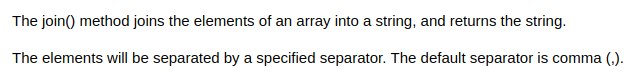 The join() method joins the elements of an array into a string, and returns the string.
The elements will be separated by a specified separator. The default separator is comma (,).